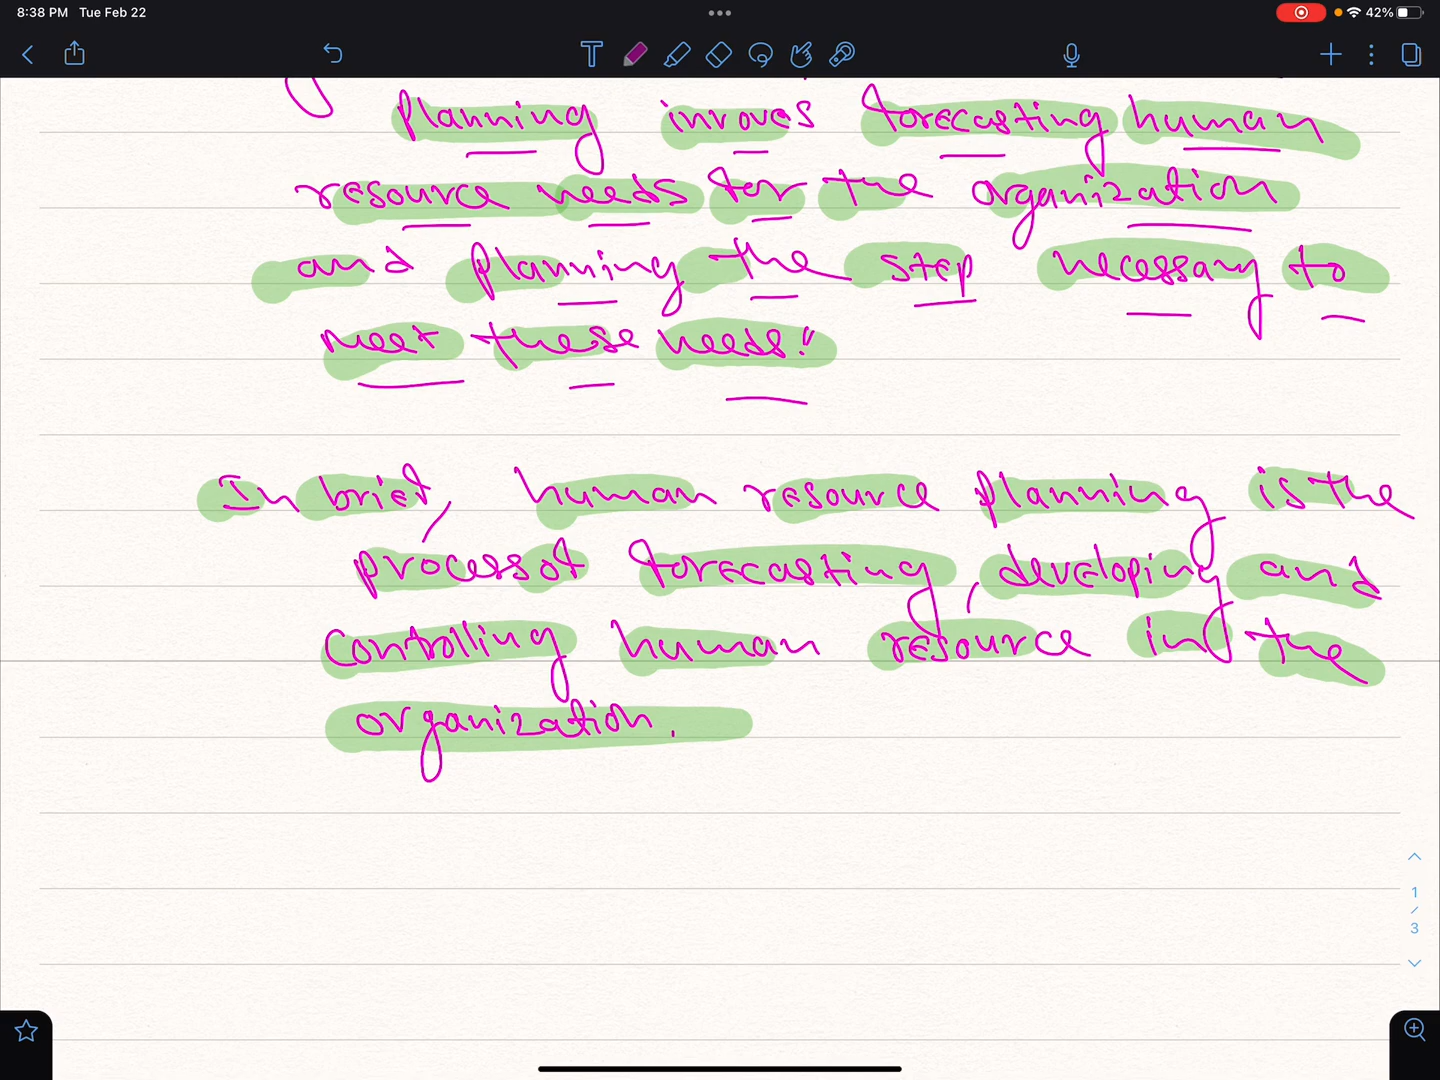 8:38 PM Tue Feb 22
42%
T
planning invoves forecasting human
resource needs for the organization
and planning the step necessary to
meet these needs!'
In brief, human resource planning is the
process of forecasting, developing and
controlling human resource in the
organization.
1
/
3